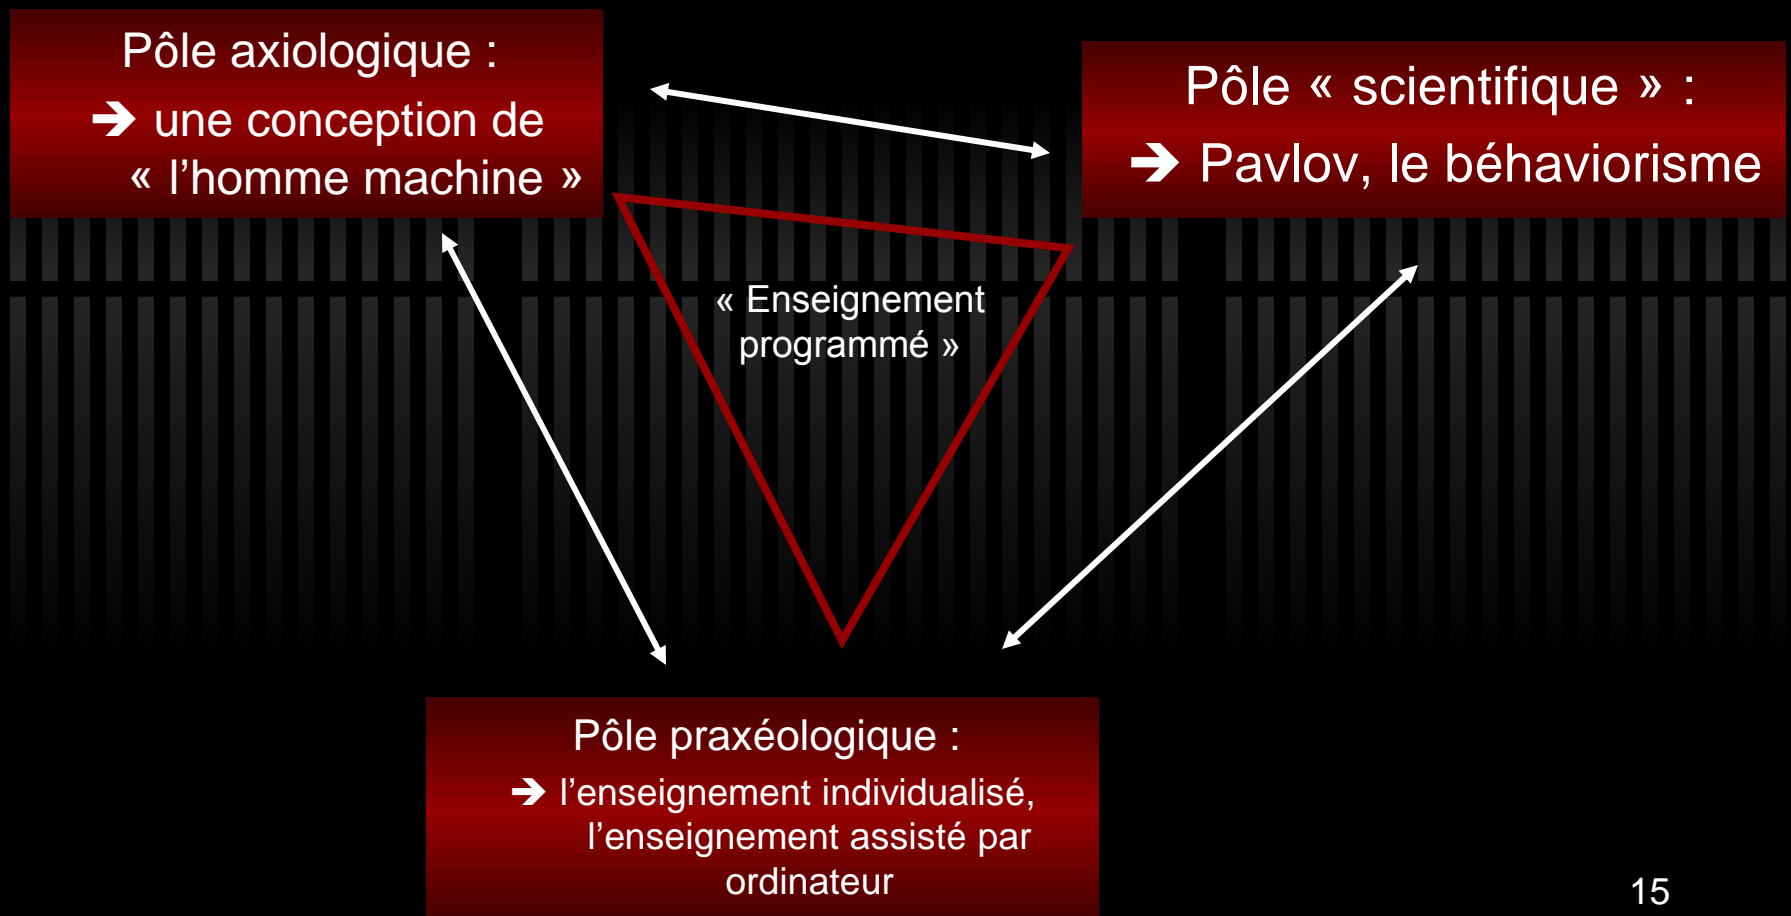 Pôle axiologique :
➔ une conception de
« l’homme machine »
Pôle « scientifique » :
➔ Pavlov, le béhaviorisme
« Enseignement
programmé »
Pôle praxéologique :
➔ l’enseignement individualisé,
l’enseignement assisté par
ordinateur
15